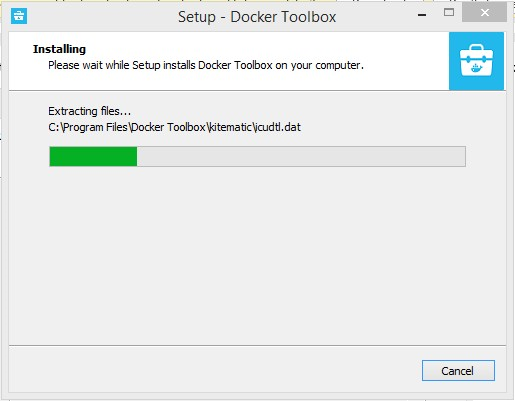 Setup - Docker Toolbox
Installing
Please wait while Setup installs Docker Toolbox on your computer.
Extracting files...
C:\Program Files\Docker Toolbox\kitematic\icudtl.dat
Cancel